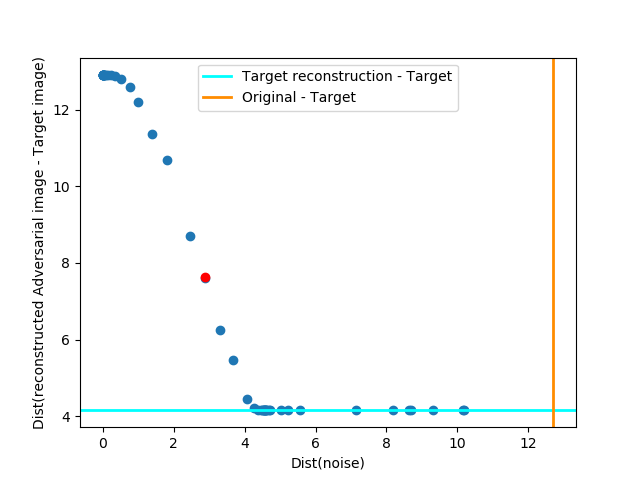 Target reconstruction - Target
Original - Target
Dist(reconstructed Adversarial image - Target image)
12
10
8
6
4
0 2 4 6 8 10 12
Dist(noise)